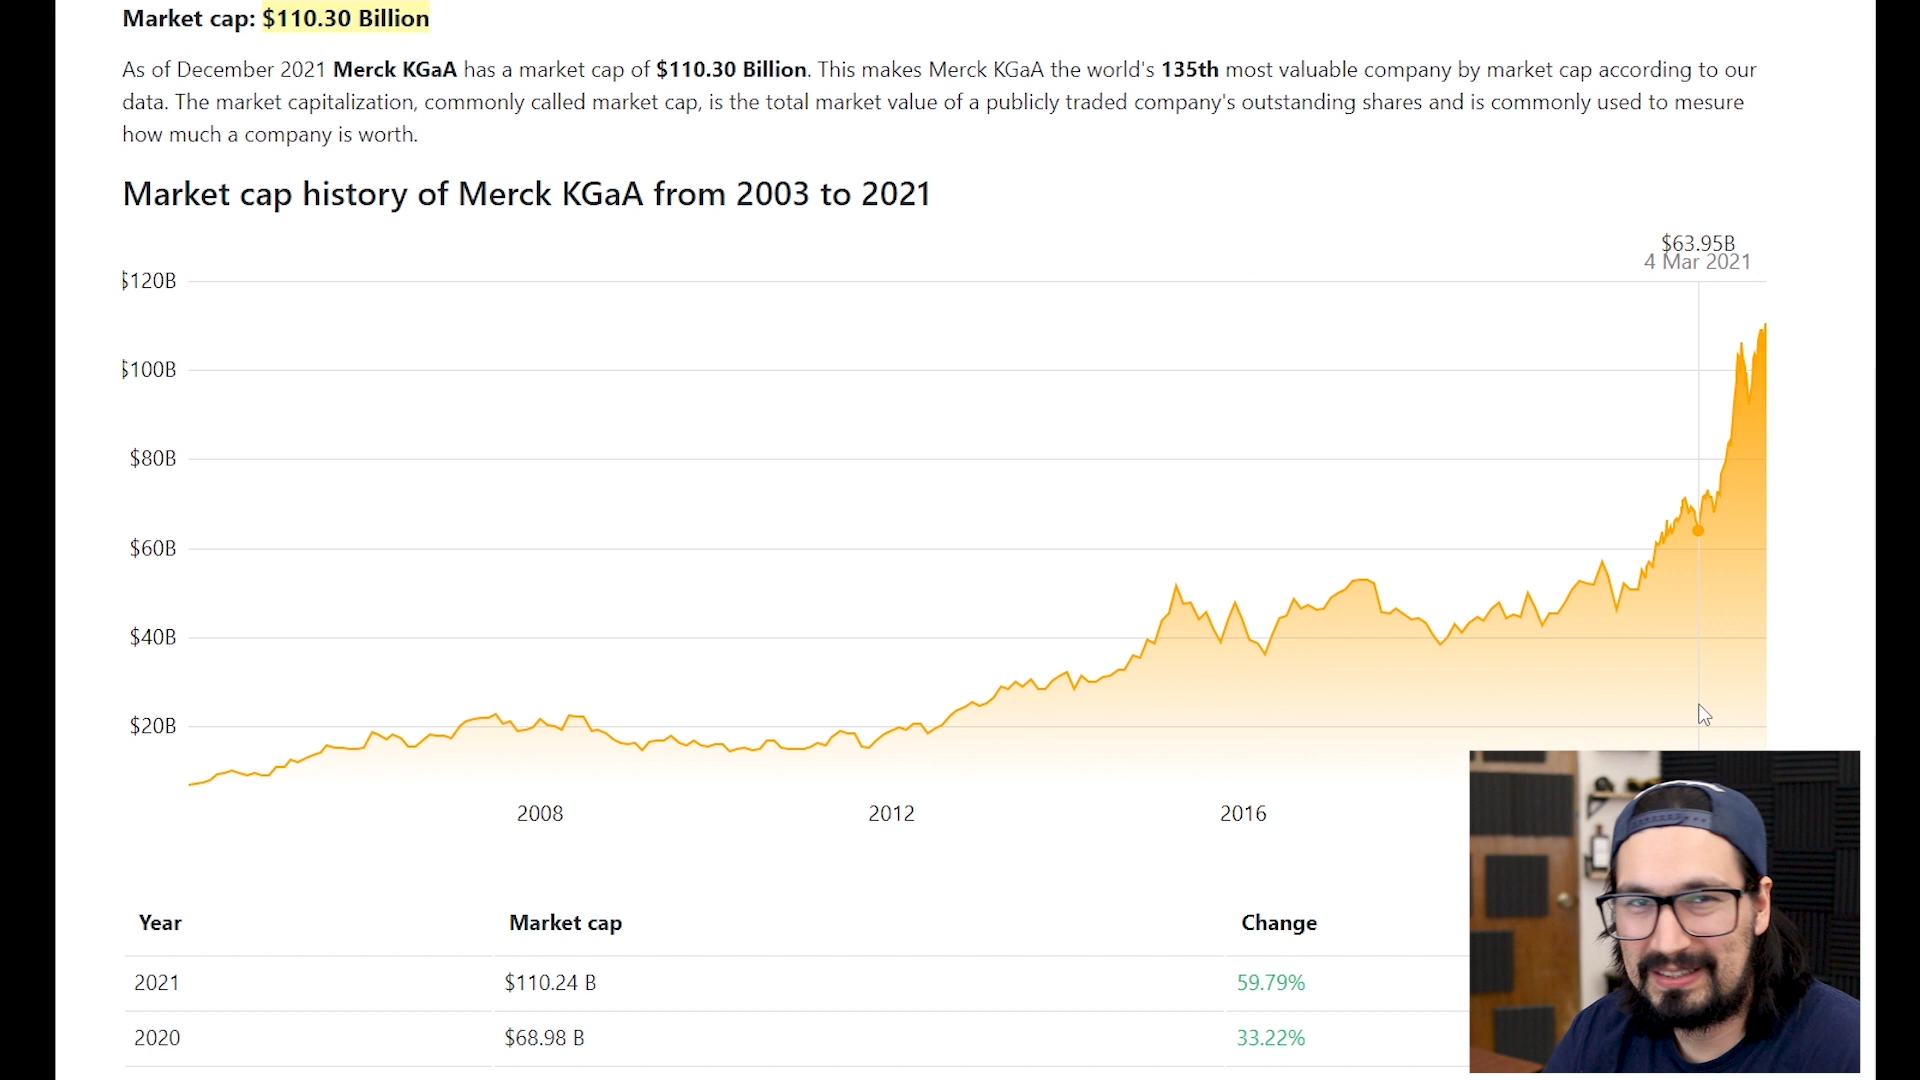 Market cap: $110.30 Billion
As of December 2021 Merck KGaA has a market cap of $110.30 Billion. This makes Merck KGaA the world's 135th most valuable company by market cap according to our
data. The market capitalization, commonly called market cap, is the total market value of a publicly traded company's outstanding shares and is commonly used to mesure
how much a company is worth.
Market cap history of Merck KGaA from 2003 to 2021
$63.95B
4 Mar 2021
$120B
$100B
$80B
$60B
$40B
$20B
2008 2012 2016
Year Market cap Change
2021 $110.24 B 59.79%
2020 $68.98 B 33.22%